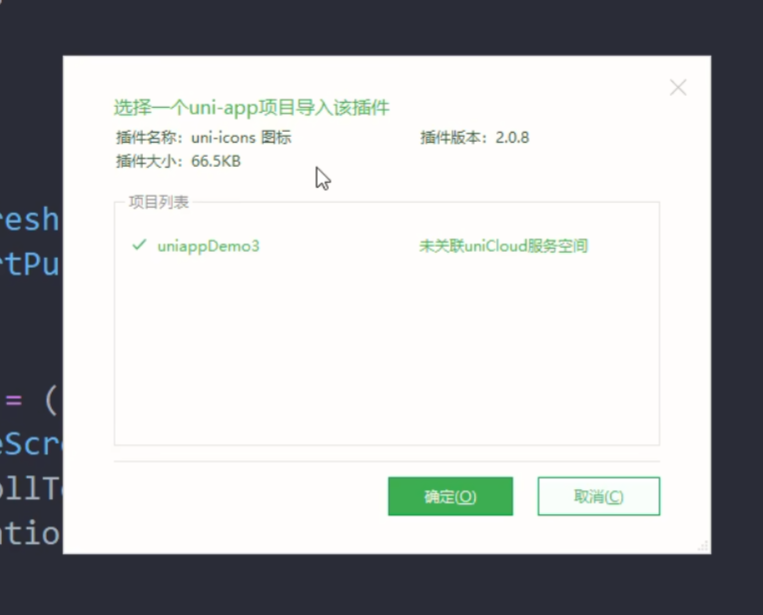 选择一个uni-app项目导入该插件
插件名称：uni-icons 图标 插件版本：2.0.8
插件大小：66.5KB
项目列表
uniappDemo3 未关联uniCloud服务空间
确定(O) 取消(C)
resh
rtPu
= (
eScr
ollT
atio